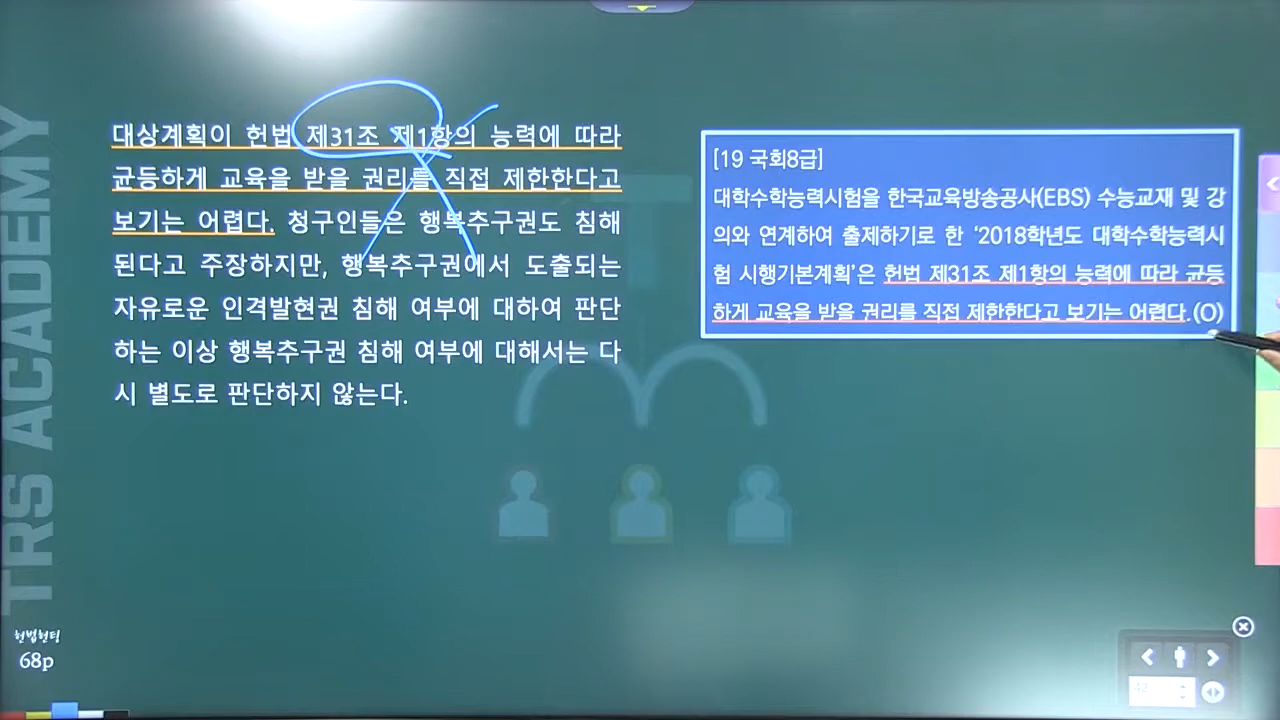 대상계획이 헌법 제31조 제1항의 능력에 따라
균등하게 교육을 받을 권리를 직접 제한한다고
보기는 어렵다. 청구인들은 행복추구권도 침해
된다고 주장하지만, 행복추구권에서 도출되는
자유로운 인격발현권 침해 여부에 대하여 판단
하는 이상 행복추구권 침해 여부에 대해서는 다
시 별도로 판단하지 않는다.
[19 국회8급]
대학수학능력시험을 한국교육방송공사(EBS) 수능교재 및 강
의와 연계하여 출제하기로 한 '2018학년도 대학수학능력시
험 시행기본계획'은 헌법 제31조 제1항의 능력에 따라 균등
하게 교육을 받을 권리를 직접 제한한다고 보기는 어렵다.(O)
TRS ACADEMY
헌법헌팅
68p